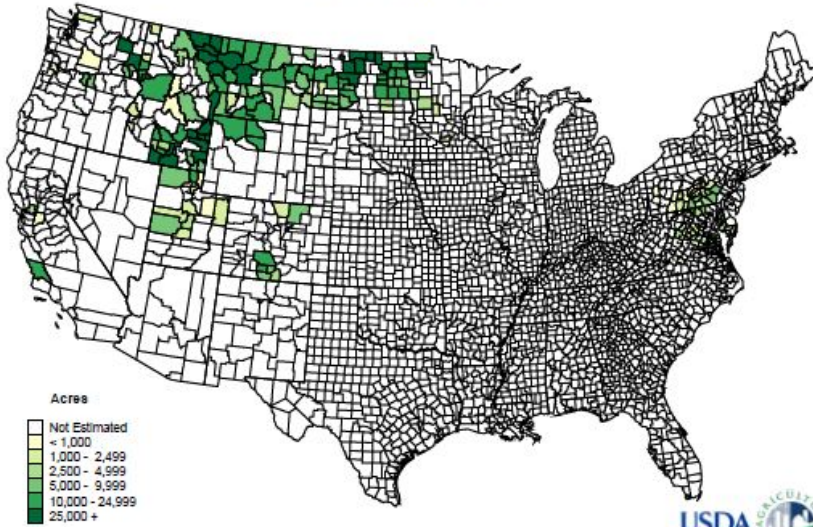 Acres
Not Estimated
< 1,000
1,000 - 2,499
2,500 - 4,999
5,000 - 9,999
10,000 - 24,999
25,000 +
USDA